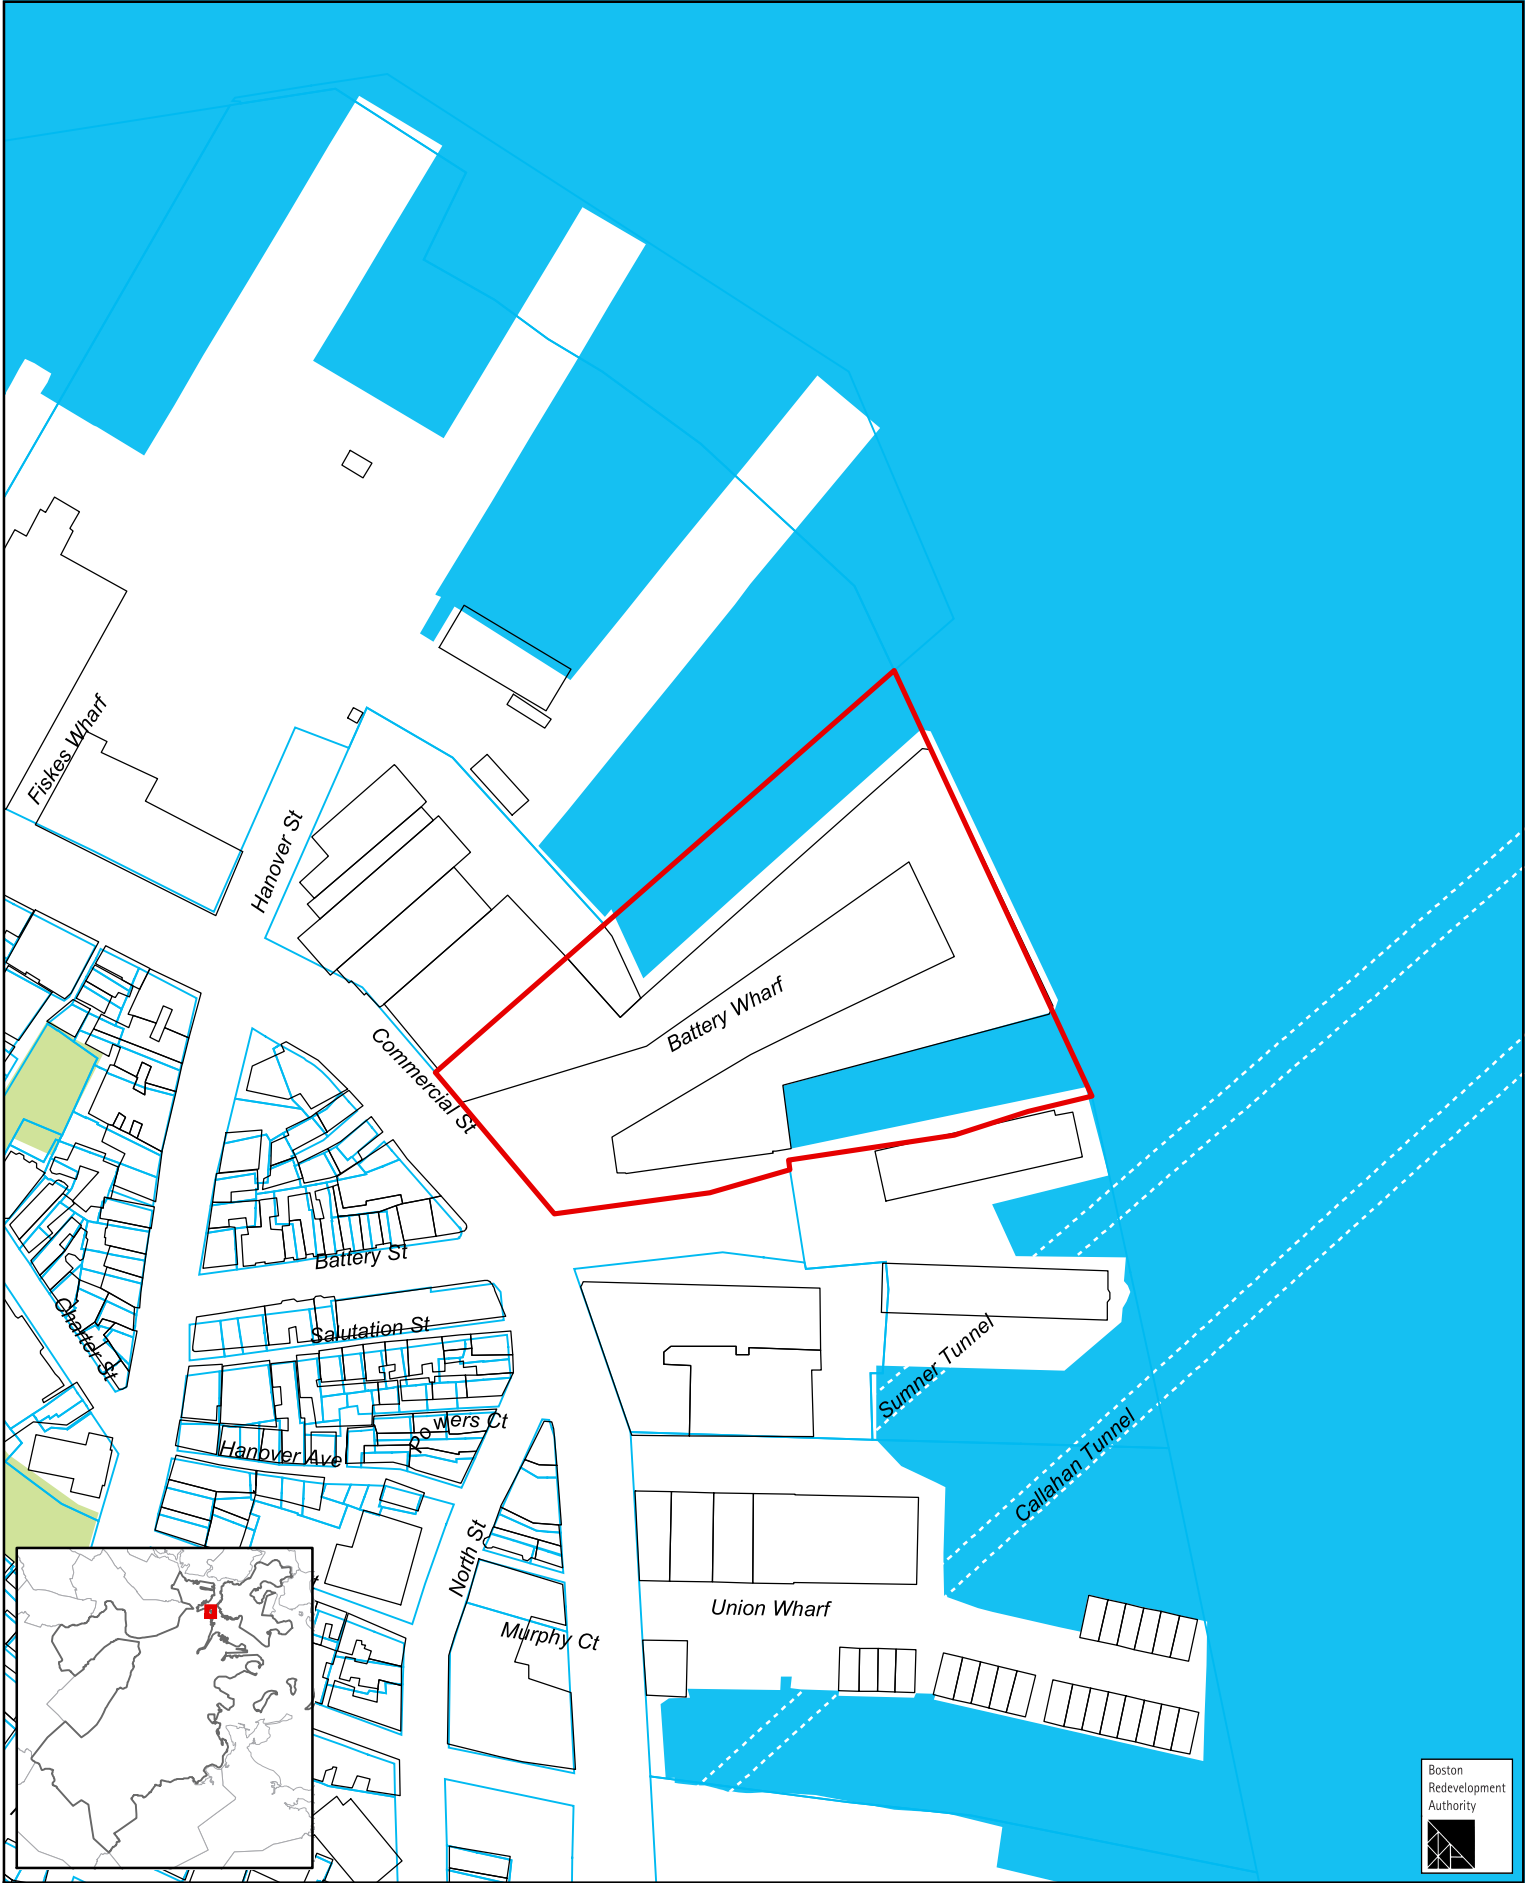 Fiskes Wharf
Hanover St
Battery Wharf
Commercial St
Battery St
Charter St
Salutation St
Sumner Tunnel
Powers Ct
Hanover Ave
Callahan Tunnel
North St
Union Wharf
Murphy Ct
Boston
Redevelopment
Authority